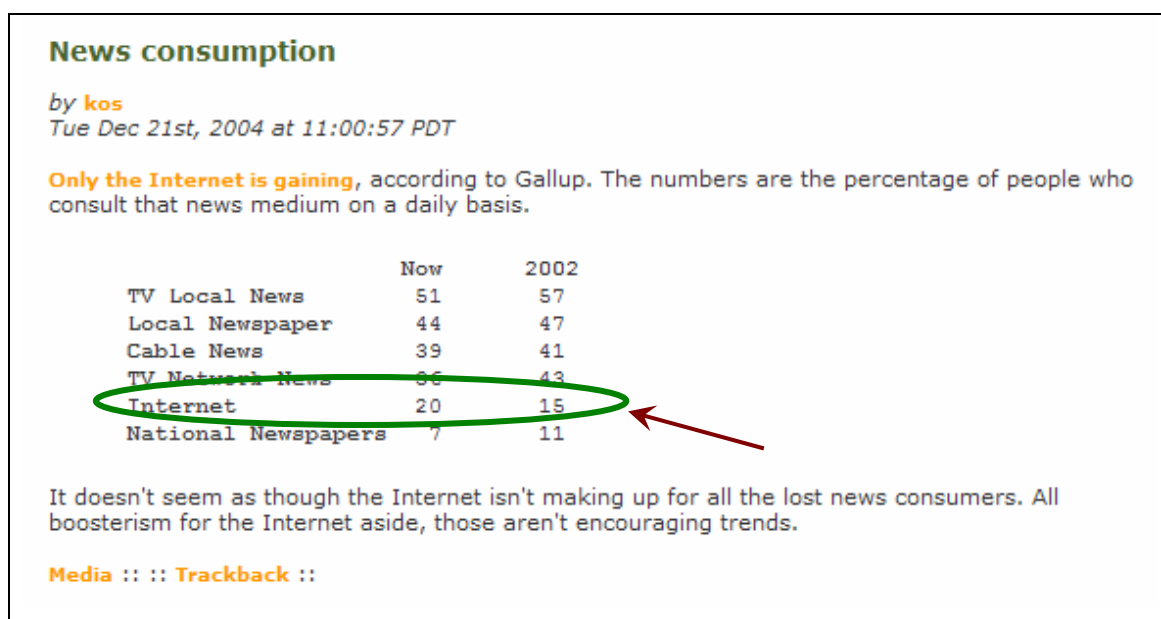 News consumption
by kos
Tue Dec 21st, 2004 at 11:00:57 PDT
Only the Internet is gaining, according to Gallup. The numbers are the percentage of people who
consult that news medium on a daily basis.
Now 2002
TV Local News 51 57
Local Newspaper 44 47
Cable News 39 41
TV Network News 36 43
Internet 20 15
National Newspapers 7 11
It doesn't seem as though the Internet isn't making up for all the lost news consumers. All
boosterism for the Internet aside, those aren't encouraging trends.
Media :: :: Trackback ::